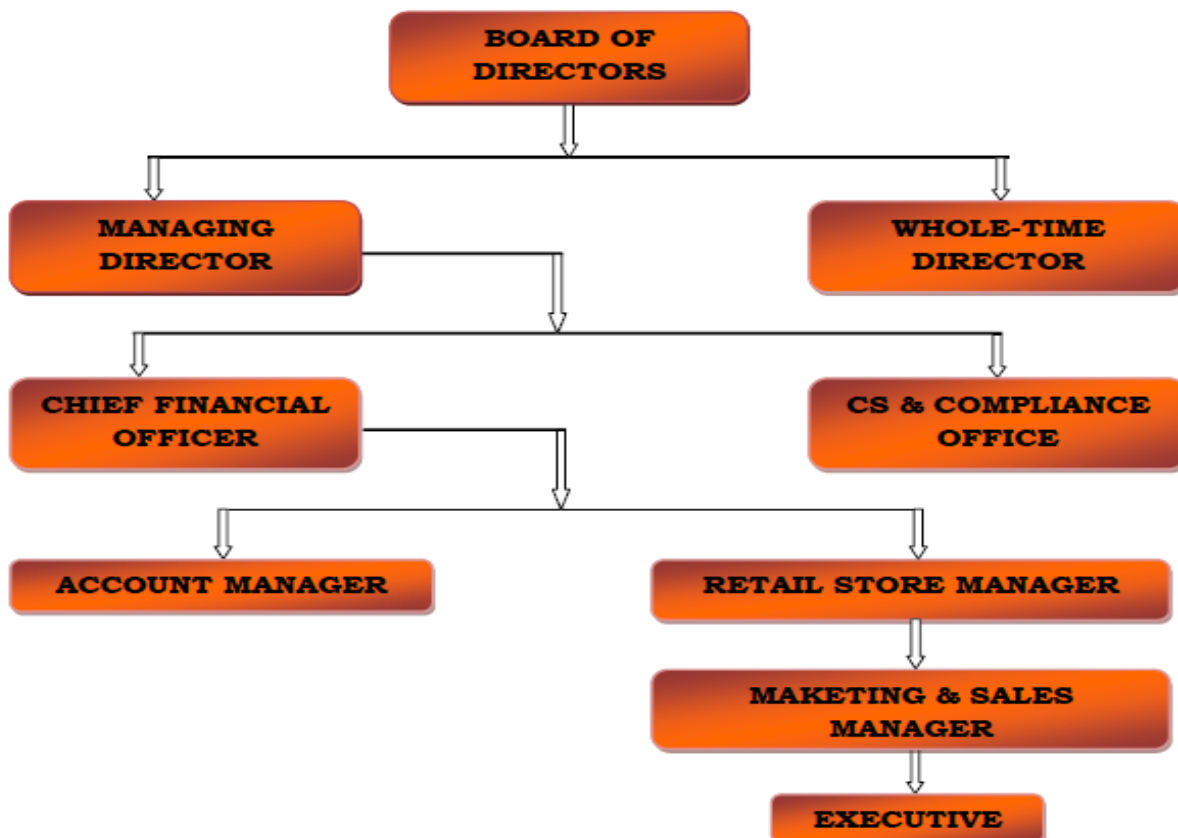 BOARD OF
DIRECTORS
MANAGING
DIRECTOR
WHOLE-TIME
DIRECTOR
CHIEF FINANCIAL
OFFICER
CS & COMPLIANCE
OFFICE
ACCOUNT MANAGER
RETAIL STORE MANAGER
MAKETING & SALES
MANAGER
EXECUTIVE